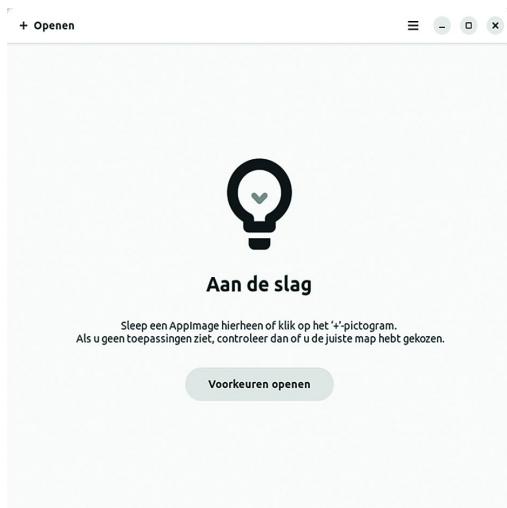 + Openen
Aan de slag
Sleep een AppImage hierheen of klik op het ‘+’-pictogram.
Als u geen toepassingen ziet, controleer dan of u de juiste map hebt gekozen.
Voorkeuren openen